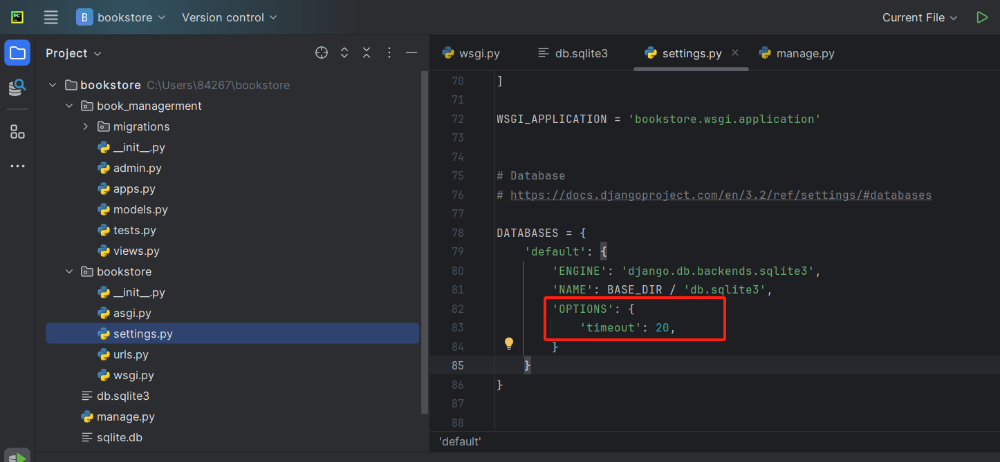 PC
B bookstore Version control Current File
Project
wsgi.py db.sqlite3 settings.py manage.py
bookstore C:\Users\84267\bookstore
book_managerment
migrations
__init__.py
admin.py
apps.py
models.py
tests.py
views.py
bookstore
__init__.py
asgi.py
settings.py
urls.py
wsgi.py
db.sqlite3
manage.py
sqlite.db
70 ]
71
72 WSGI_APPLICATION = 'bookstore.wsgi.application'
73
74
75 # Database
76 # https://docs.djangoproject.com/en/3.2/ref/settings/#databases
77
78 DATABASES = {
79 'default': {
80 'ENGINE': 'django.db.backends.sqlite3',
81 'NAME': BASE_DIR / 'db.sqlite3',
82 'OPTIONS': {
83 'timeout': 20,
84 }
85 }
86 }
87
88
'default'